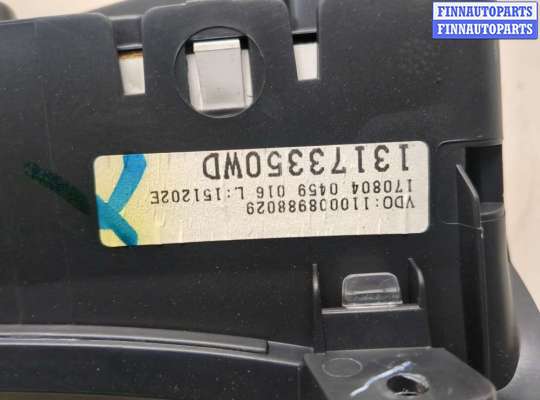 FINNAUTOPARTS
FINNAUTOPARTS
13173350WD
170804 0459 016 L:151202E
VDO:110008988029